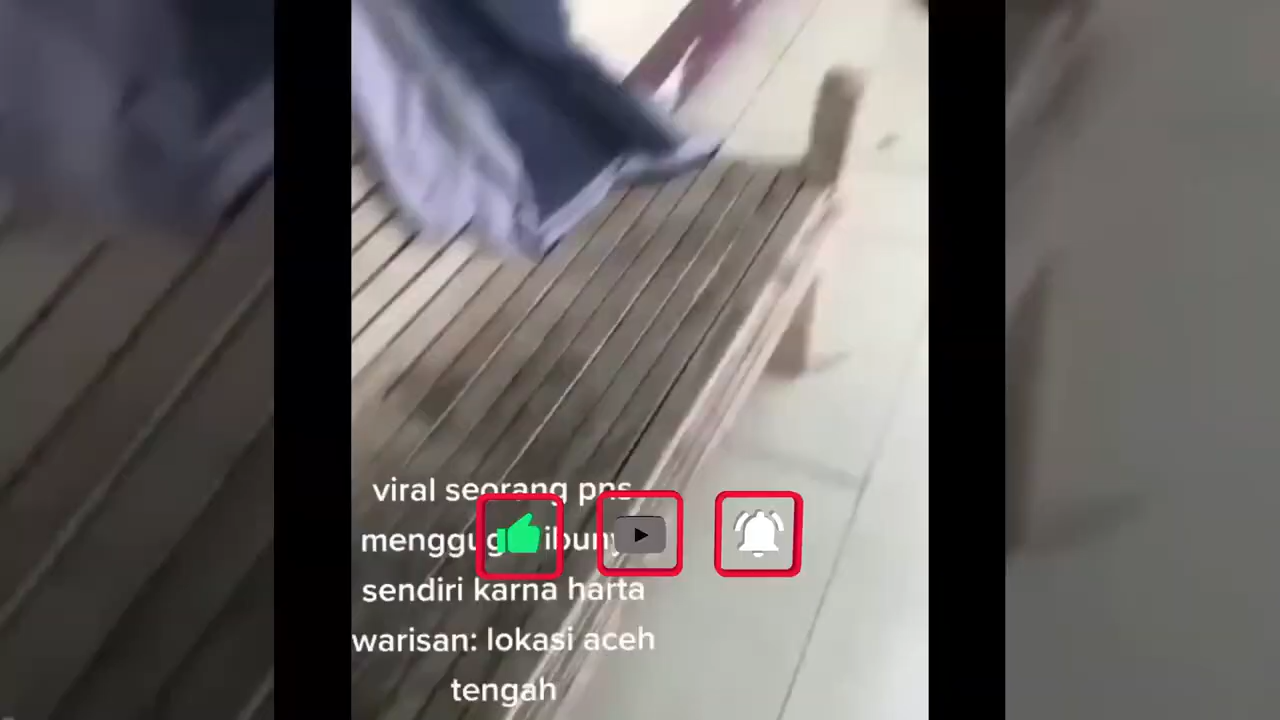 viral seorang pns
sendiri karna harta
warisan: lokasi aceh
tengah